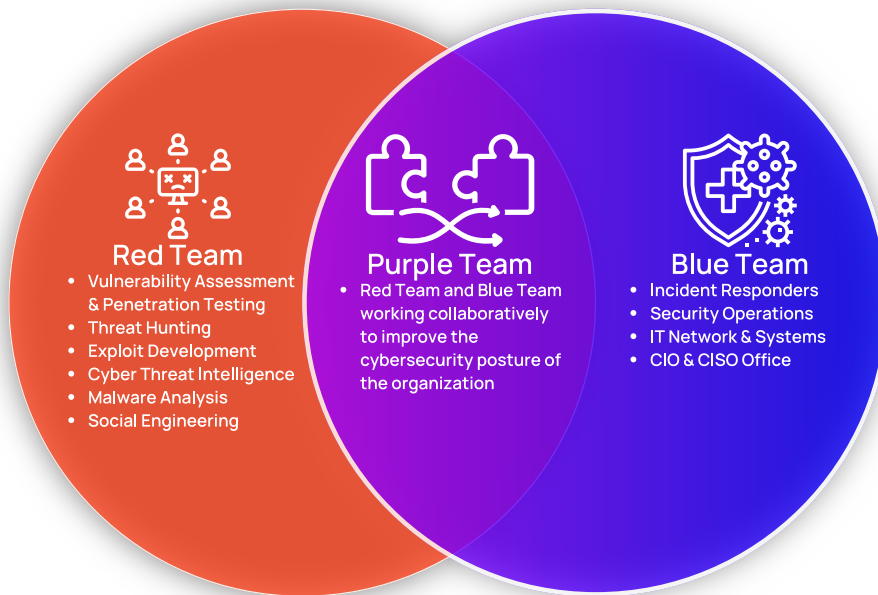 Red Team
• Vulnerability Assessment
& Penetration Testing
• Threat Hunting
• Exploit Development
• Cyber Threat Intelligence
• Malware Analysis
• Social Engineering
Purple Team
• Red Team and Blue Team
working collaboratively
to improve the
cybersecurity posture of
the organization
Blue Team
• Incident Responders
• Security Operations
• IT Network & Systems
• CIO & CISO Office